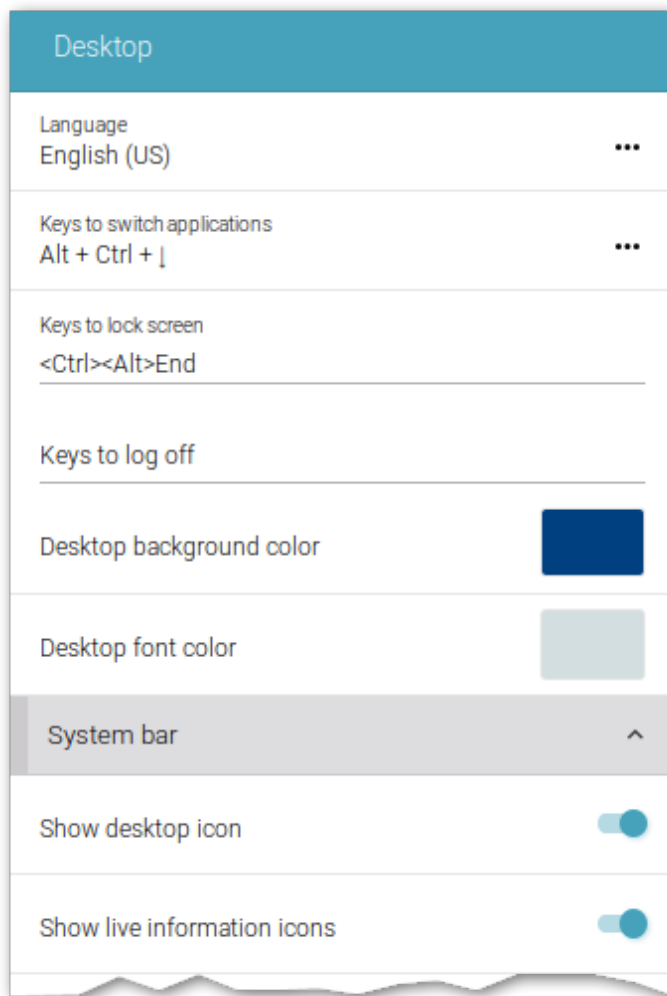 Desktop
Language
English (US)
Keys to switch applications
Alt + Ctrl + ↓
Keys to lock screen
<Ctrl><Alt>End
Keys to log off
Desktop background color
Desktop font color
System bar
Show desktop icon
Show live information icons